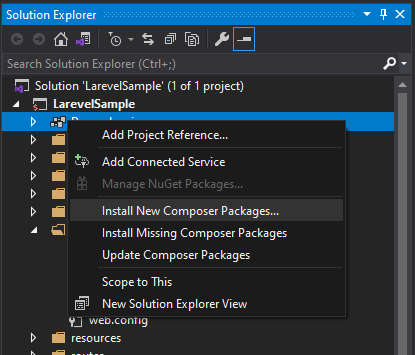 Solution Explorer
Search Solution Explorer (Ctrl+;)
Solution 'LarevelSample' (1 of 1 project)
LarevelSample
Add Project Reference...
Add Connected Service
Manage NuGet Packages...
Install New Composer Packages...
Install Missing Composer Packages
Update Composer Packages
Scope to This
New Solution Explorer View
web.config
resources